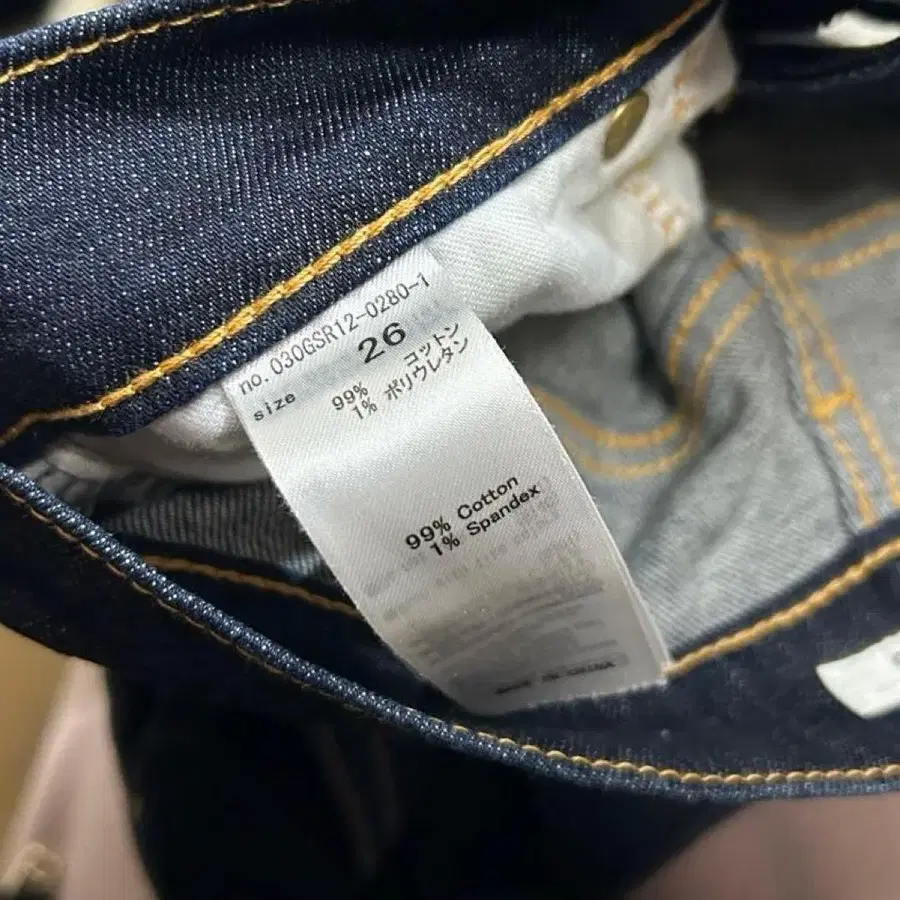 no. 030GSR12-0280-1
size 26
99% コットン
1% ポリウレタン
99% Cotton
1% Spandex